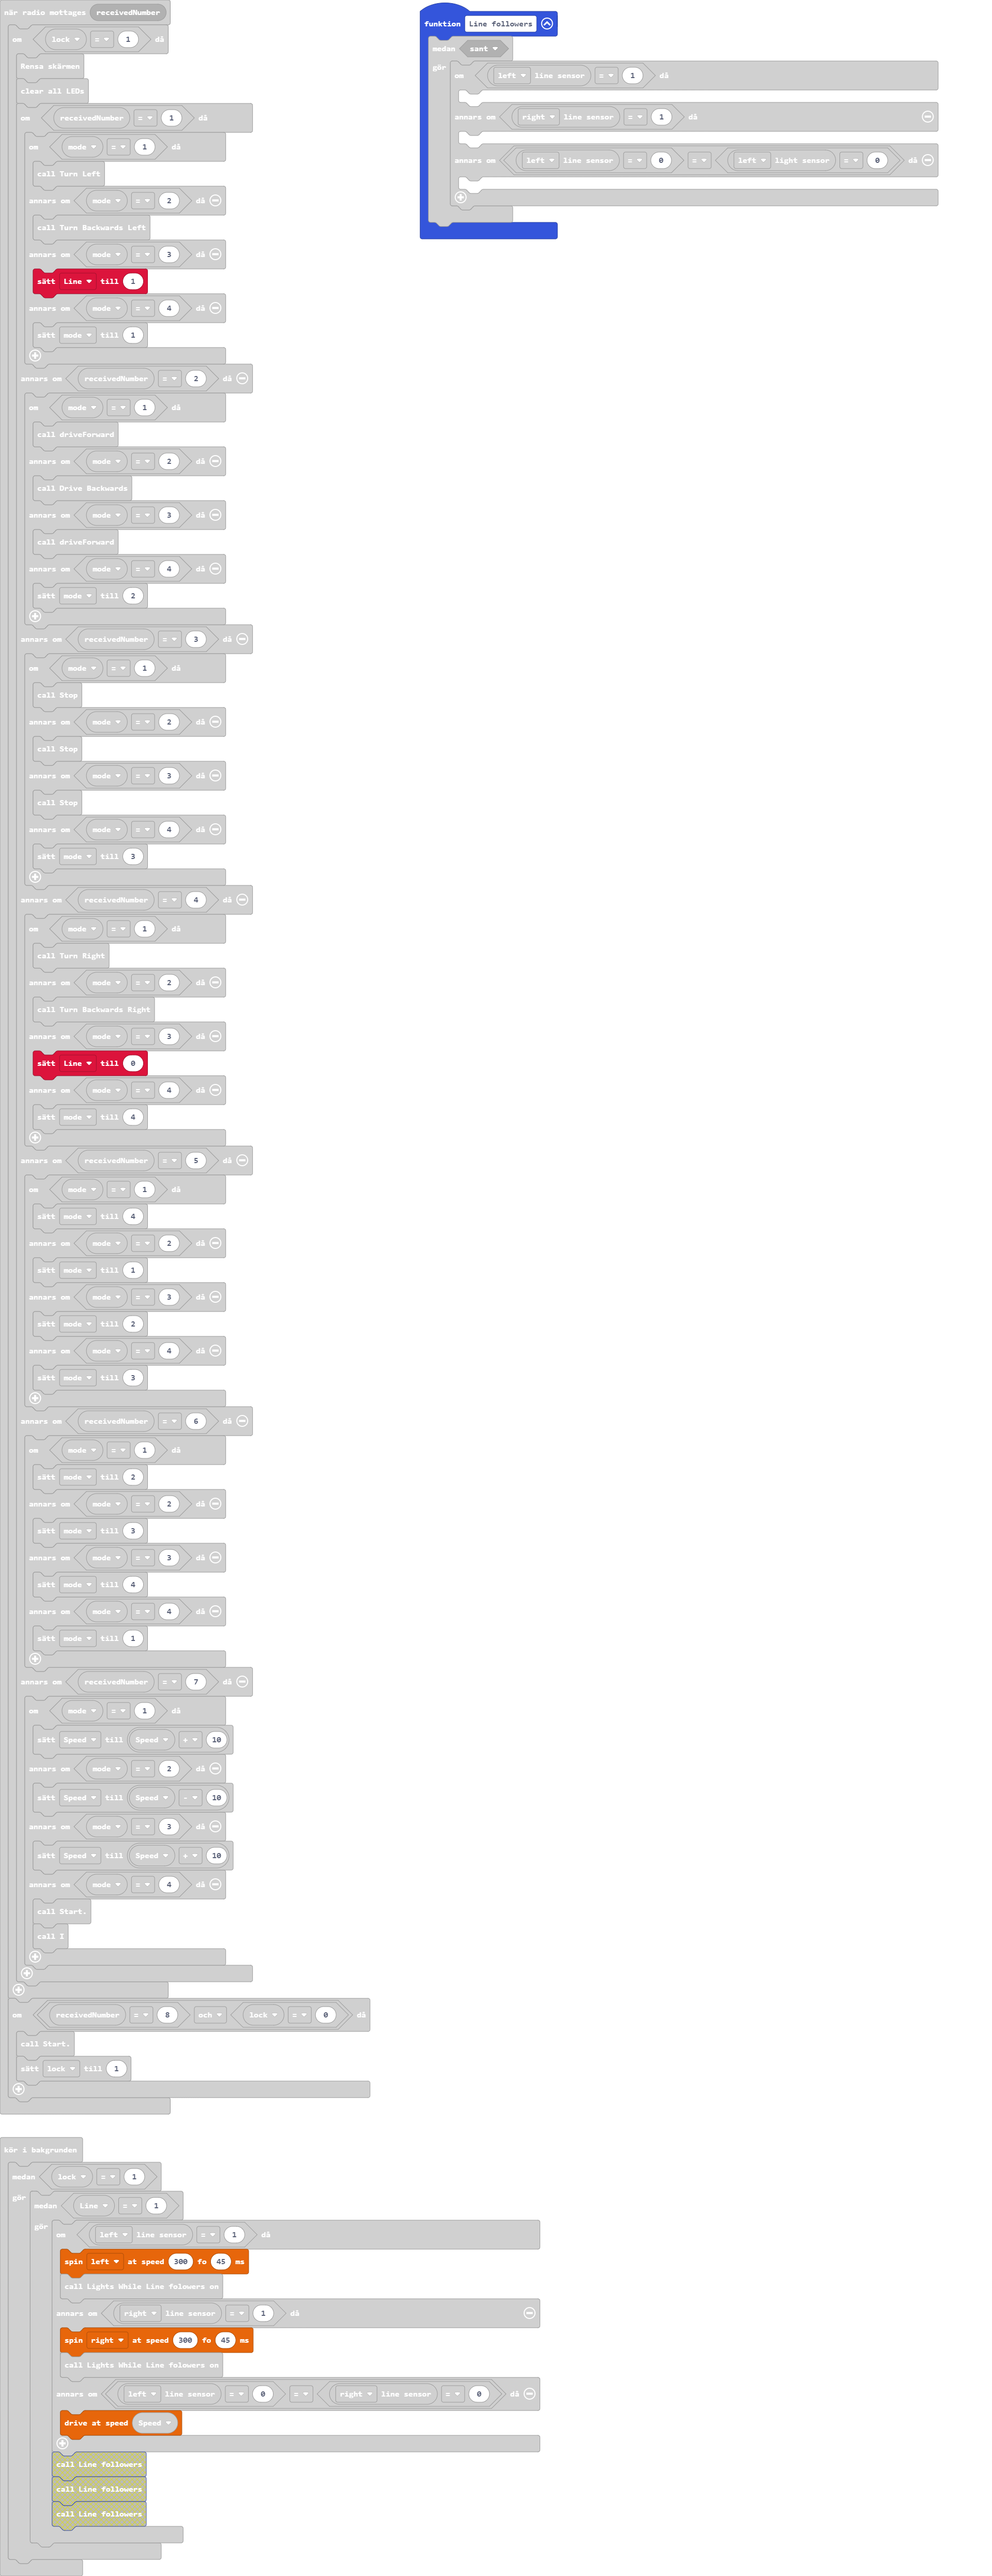 när radio mottages receivedNumber
om lock = 1 då
Rensa skärmen
clear all LEDs
om receivedNumber = 1 då
om mode = 1 då
call Turn Left
annars om mode = 2 då
call Turn Backwards Left
annars om mode = 3 då
sätt Line till 1
annars om mode = 4 då
sätt mode till 1
annars om receivedNumber = 2 då
om mode = 1 då
call driveForward
annars om mode = 2 då
call Drive Backwards
annars om mode = 3 då
call driveForward
annars om mode = 4 då
sätt mode till 2
annars om receivedNumber = 3 då
om mode = 1 då
call Stop
annars om mode = 2 då
call Stop
annars om mode = 3 då
call Stop
annars om mode = 4 då
sätt mode till 3
annars om receivedNumber = 4 då
om mode = 1 då
call Turn Right
annars om mode = 2 då
call Turn Backwards Right
annars om mode = 3 då
sätt Line till 0
annars om mode = 4 då
sätt mode till 4
annars om receivedNumber = 5 då
om mode = 1 då
sätt mode till 4
annars om mode = 2 då
sätt mode till 1
annars om mode = 3 då
sätt mode till 2
annars om mode = 4 då
sätt mode till 3
annars om receivedNumber = 6 då
om mode = 1 då
sätt mode till 2
annars om mode = 2 då
sätt mode till 3
annars om mode = 3 då
sätt mode till 4
annars om mode = 4 då
sätt mode till 1
annars om receivedNumber = 7 då
om mode = 1 då
sätt Speed till Speed + 10
annars om mode = 2 då
sätt Speed till Speed - 10
annars om mode = 3 då
sätt Speed till Speed + 10
annars om mode = 4 då
call Start.
call I
om receivedNumber = 8 och lock = 0 då
call Start.
sätt lock till 1
kör i bakgrunden
medan lock = 1
gör
medan Line = 1
gör
om left line sensor = 1 då
spin left at speed 300 fo 45 ms
call Lights While Line folowers on
annars om right line sensor = 1 då
spin right at speed 300 fo 45 ms
call Lights While Line folowers on
annars om left line sensor = 0 = right line sensor = 0 då
drive at speed Speed
call Line followers
call Line followers
call Line followers
funktion Line followers
medan sant
gör
om left line sensor = 1 då
annars om right line sensor = 1 då
annars om left line sensor = 0 = left light sensor = 0 då